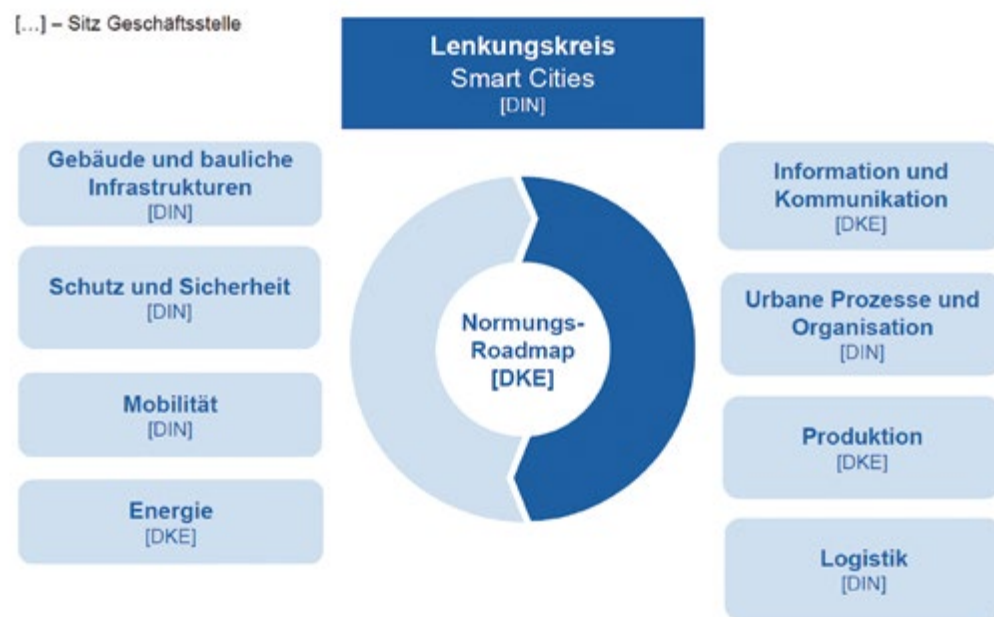 [...] – Sitz Geschäftsstelle
Lenkungskreis
Smart Cities
[DIN]
Gebäude und bauliche
Infrastrukturen
[DIN]
Schutz und Sicherheit
[DIN]
Mobilität
[DIN]
Energie
[DKE]
Normungs-
Roadmap
[DKE]
Information und
Kommunikation
[DKE]
Urbane Prozesse und
Organisation
[DIN]
Produktion
[DKE]
Logistik
[DIN]